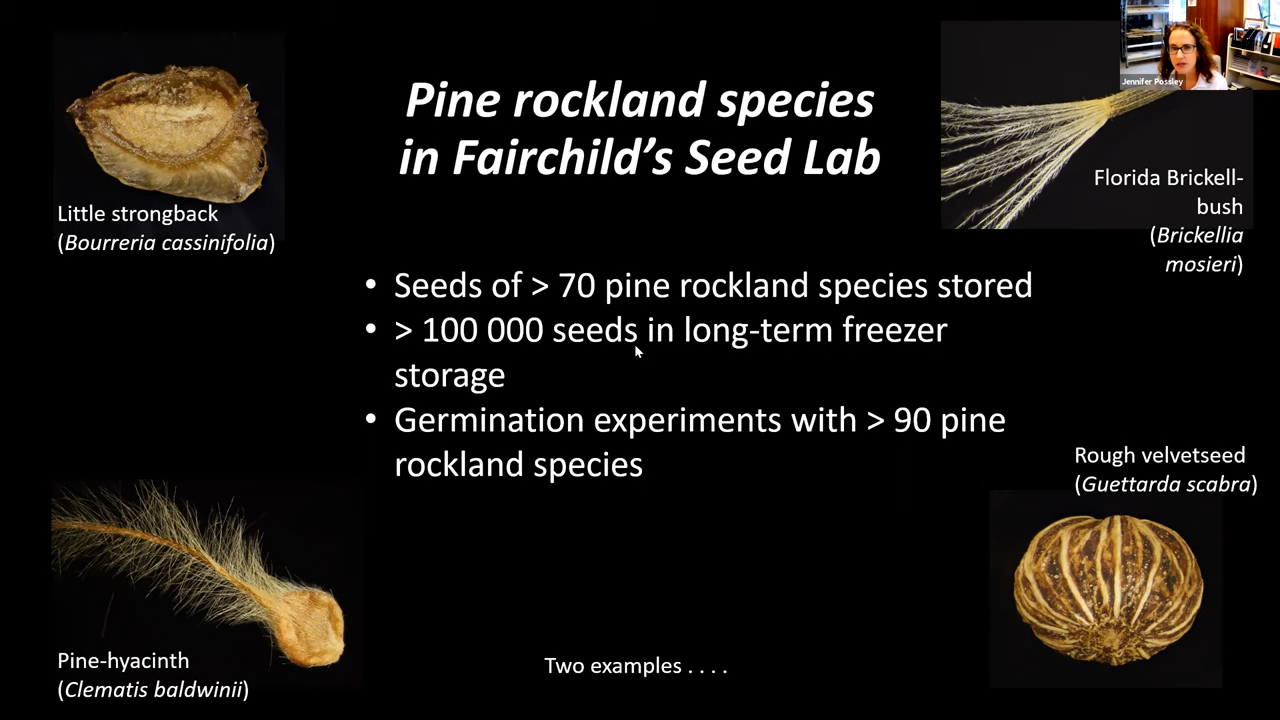 Jennifer Possley
Pine rockland species
in Fairchild's Seed Lab
Little strongback
(Bourreria cassinifolia)
Florida Brickell-
bush
(Brickellia
mosieri)
• Seeds of > 70 pine rockland species stored
• > 100 000 seeds in long-term freezer
storage
• Germination experiments with > 90 pine
rockland species
Rough velvetseed
(Guettarda scabra)
Pine-hyacinth
(Clematis baldwinii)
Two examples . . . .